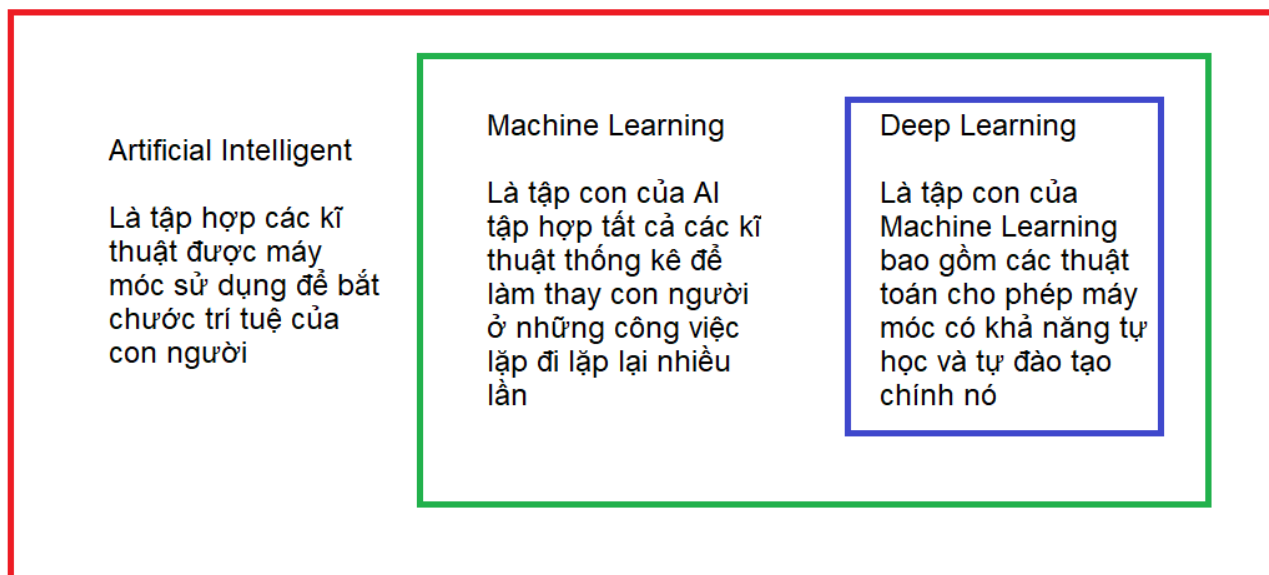 Artificial Intelligent
Là tập hợp các kĩ
thuật được máy
móc sử dụng để bắt
chước trí tuệ của
con người
Machine Learning
Là tập con của AI
tập hợp tất cả các kĩ
thuật thống kê để
làm thay con người
ở những công việc
lặp đi lặp lại nhiều
lần
Deep Learning
Là tập con của
Machine Learning
bao gồm các thuật
toán cho phép máy
móc có khả năng tự
học và tự đào tạo
chính nó